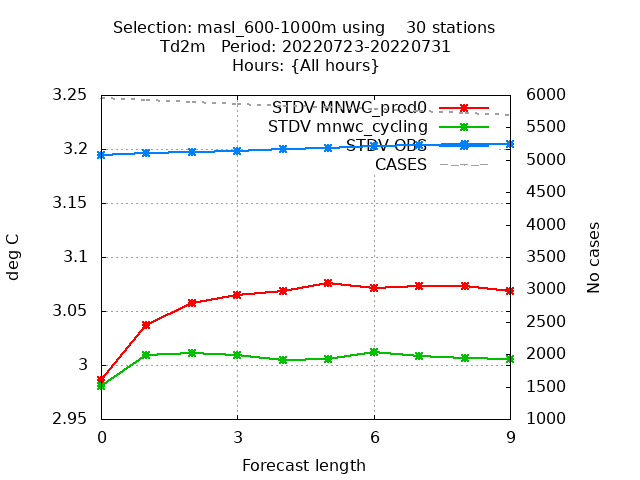 Selection: masl_600-1000m using 30 stations
Td2m Period: 20220723-20220731
Hours: {All hours}
STDV MNWC_prod0
STDV mnwc_cycling
STDV OBS
CASES
3.25
3.2
3.15
3.1
3.05
3
2.95
deg C
6000
5500
5000
4500
4000
3500
3000
2500
2000
1500
1000
No cases
0 3 6 9
Forecast length